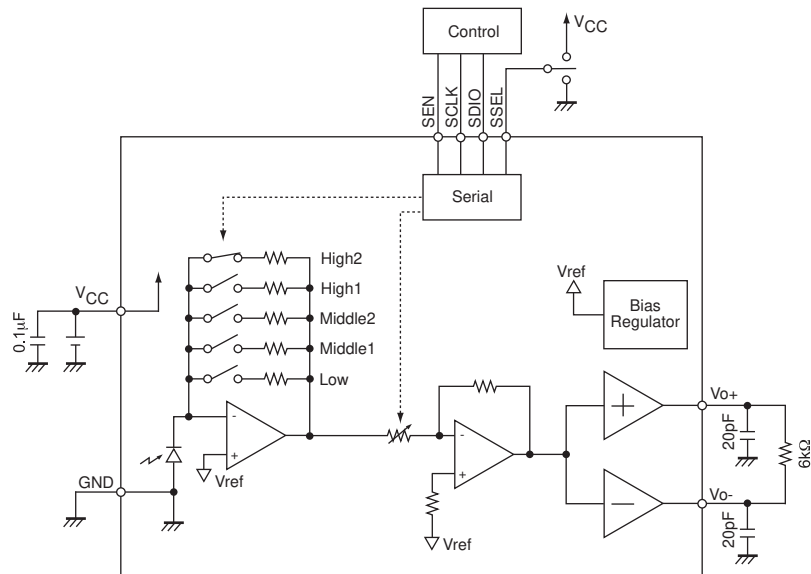 Control
VCC
SEN
SCLK
SDIO
SSEL
Serial
High2
High1
Middle2
Middle1
Low
VCC
0.1μF
Vref
Bias
Regulator
-
+
Vref
GND
-
+
Vref
+
−
Vo+
20pF
6kΩ
Vo-
20pF